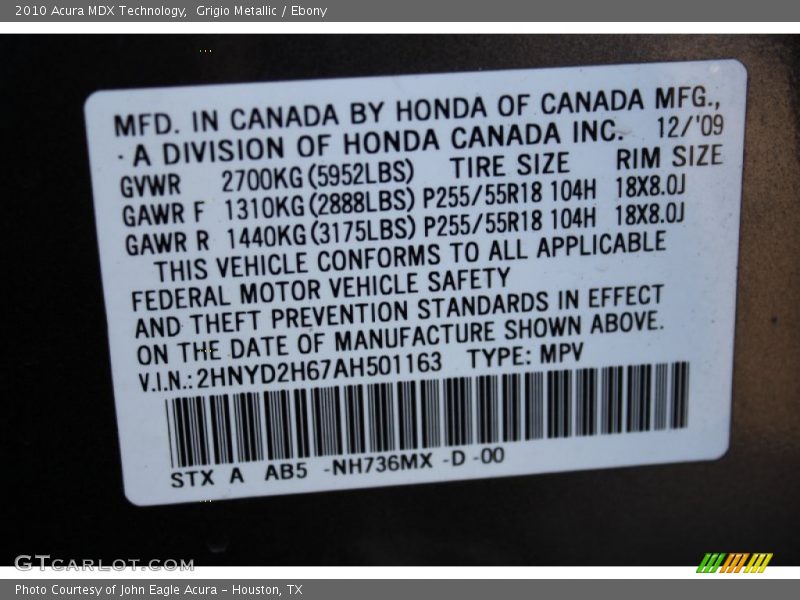 2010 Acura MDX Technology,  Grigio Metallic / Ebony
MFD. IN CANADA BY HONDA OF CANADA MFG.,
· A DIVISION OF HONDA CANADA INC. 12/'09
GVWR 2700KG (5952LBS) TIRE SIZE RIM SIZE
GAWR F 1310KG (2888LBS) P255/55R18 104H 18X8.0J
GAWR R 1440KG (3175LBS) P255/55R18 104H 18X8.0J
THIS VEHICLE CONFORMS TO ALL APPLICABLE
FEDERAL MOTOR VEHICLE SAFETY
AND THEFT PREVENTION STANDARDS IN EFFECT
ON THE DATE OF MANUFACTURE SHOWN ABOVE.
V.I.N.: 2HNYD2H67AH501163 TYPE: MPV
STX A AB5 -NH736MX -D -00
GTCARLOT.COM
Photo Courtesy of John Eagle Acura - Houston, TX